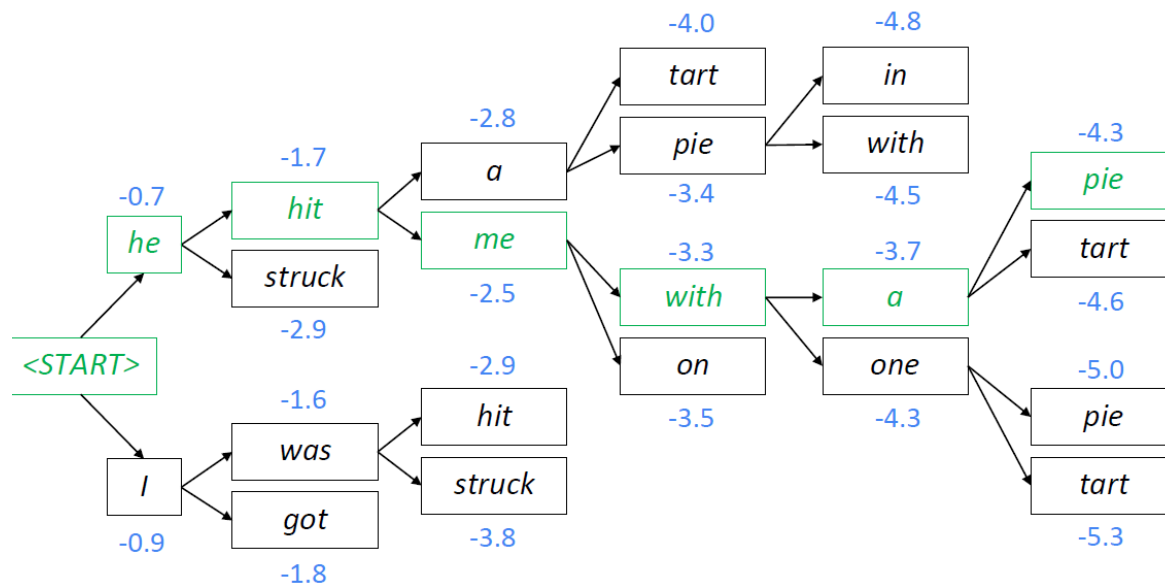 -4.0
-4.8
tart
in
-2.8
-4.3
-1.7
a
pie
with
pie
-0.7
hit
-3.4
-4.5
he
me
-3.3
-3.7
tart
struck
-2.5
with
a
-4.6
-2.9
<START>
-2.9
on
one
-5.0
-1.6
hit
-3.5
-4.3
pie
was
I
struck
tart
got
-0.9
-3.8
-5.3
-1.8